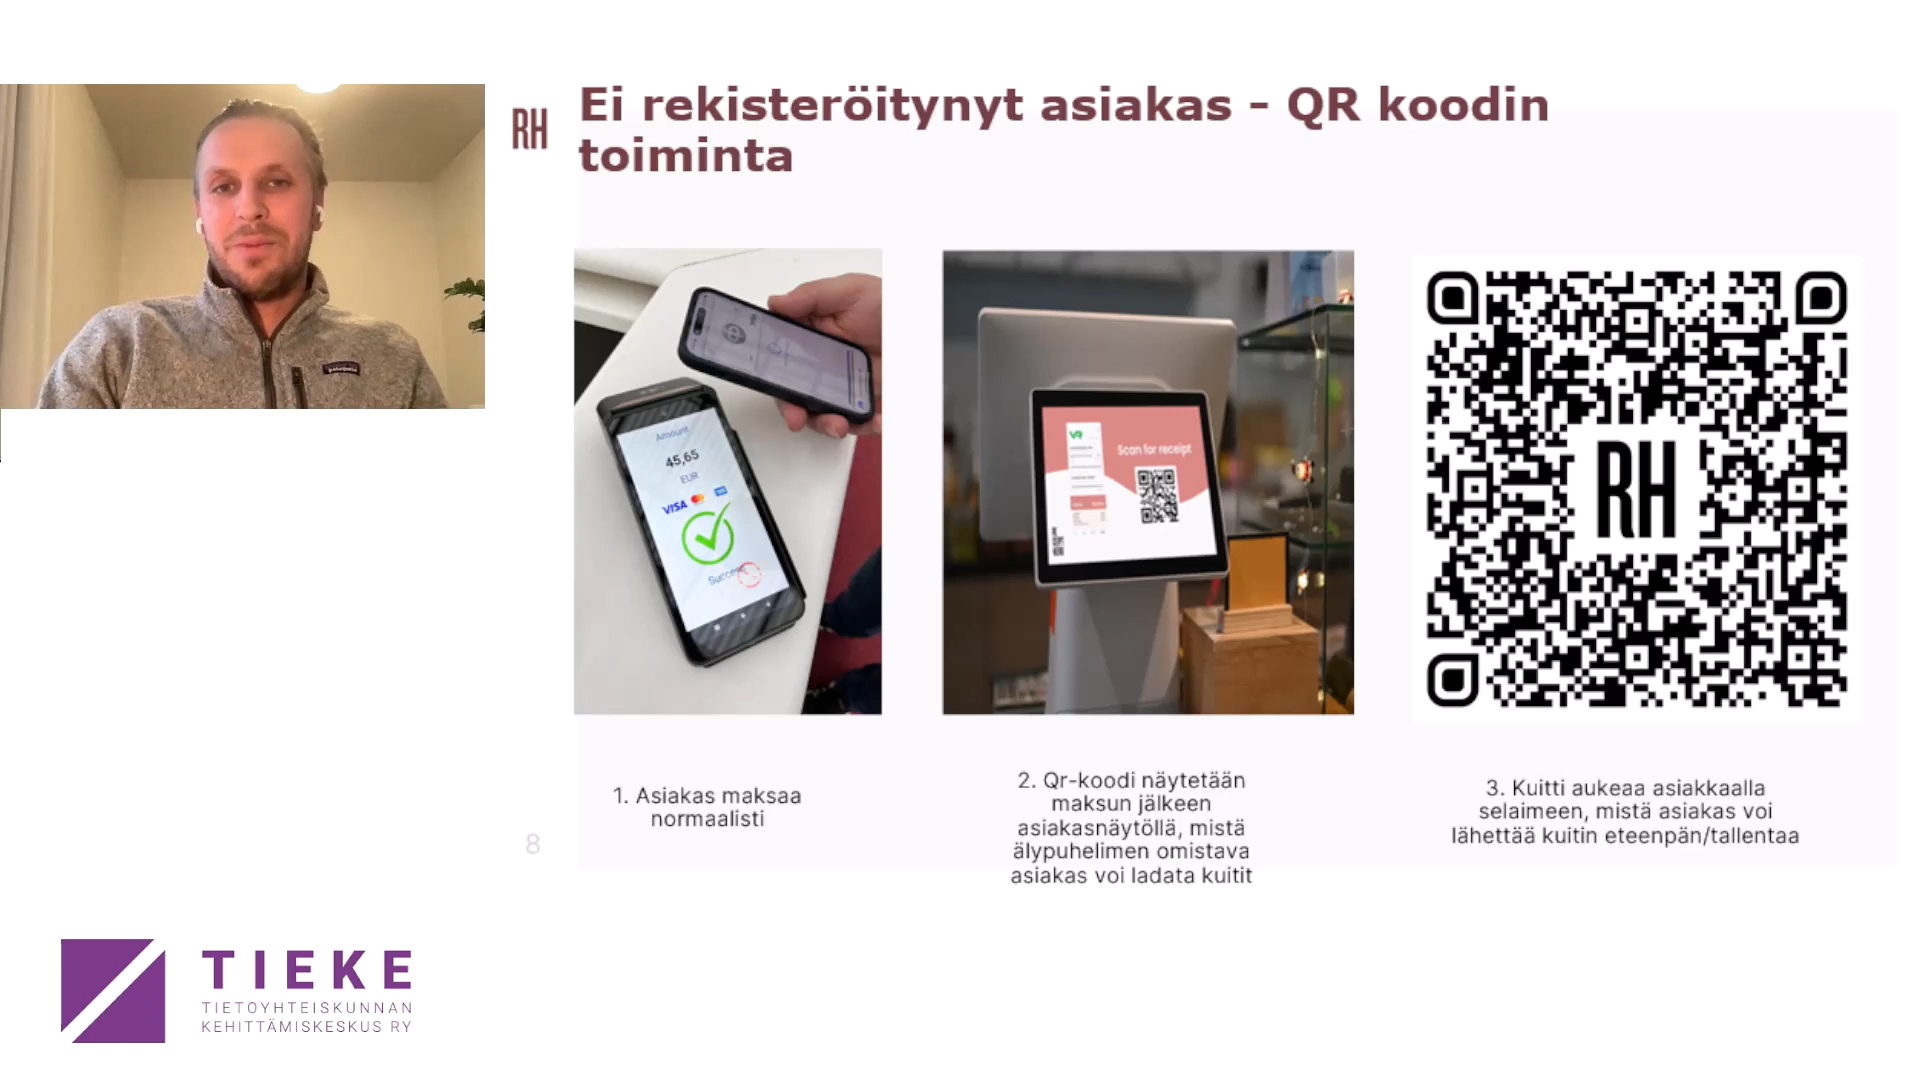 RH
Ei rekisteröitynyt asiakas - QR koodin
toiminta
patagonia
Amount
45,65
EUR
VISA
Success
VR
Scan for receipt
RH
1. Asiakas maksaa
normaalisti
2. Qr-koodi näytetään
maksun jälkeen
asiakasnäytöllä, mistä
älypuhelimen omistava
asiakas voi ladata kuitit
3. Kuitti aukeaa asiakkaalla
selaimeen, mistä asiakas voi
lähettää kuitin eteenpän/tallentaa
8
TIEKE
TIETOYHTEISKUNNAN
KEHITTÄMISKESKUS RY